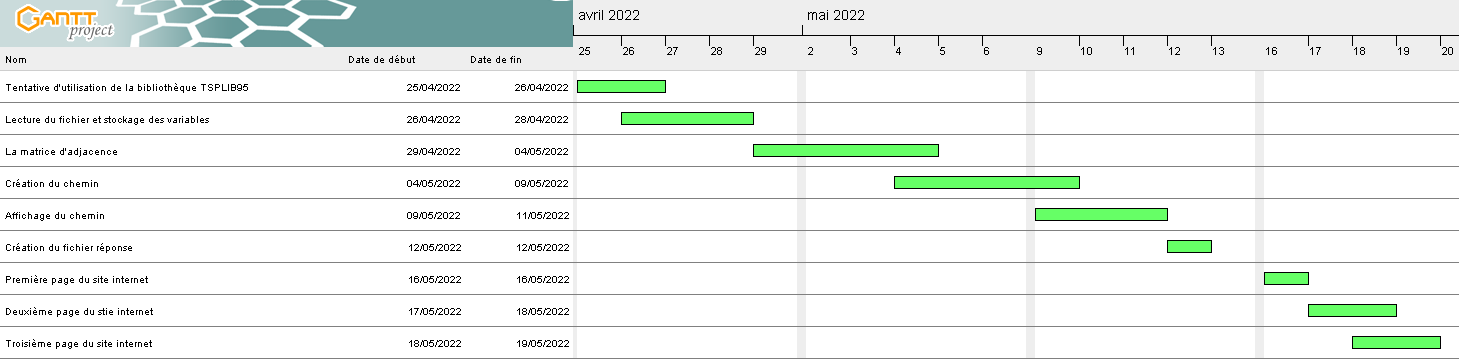 GANTT
project
avril 2022
mai 2022
25 26 27 28 29 2 3 4 5 6 9 10 11 12 13 16 17 18 19 20
Nom Date de début Date de fin
Tentative d'utilisation de la bibliothèque TSPLIB95 25/04/2022 26/04/2022
Lecture du fichier et stockage des variables 26/04/2022 28/04/2022
La matrice d'adjacence 29/04/2022 04/05/2022
Création du chemin 04/05/2022 09/05/2022
Affichage du chemin 09/05/2022 11/05/2022
Création du fichier réponse 12/05/2022 12/05/2022
Première page du site internet 16/05/2022 16/05/2022
Deuxième page du stie internet 17/05/2022 18/05/2022
Troisième page du site internet 18/05/2022 19/05/2022